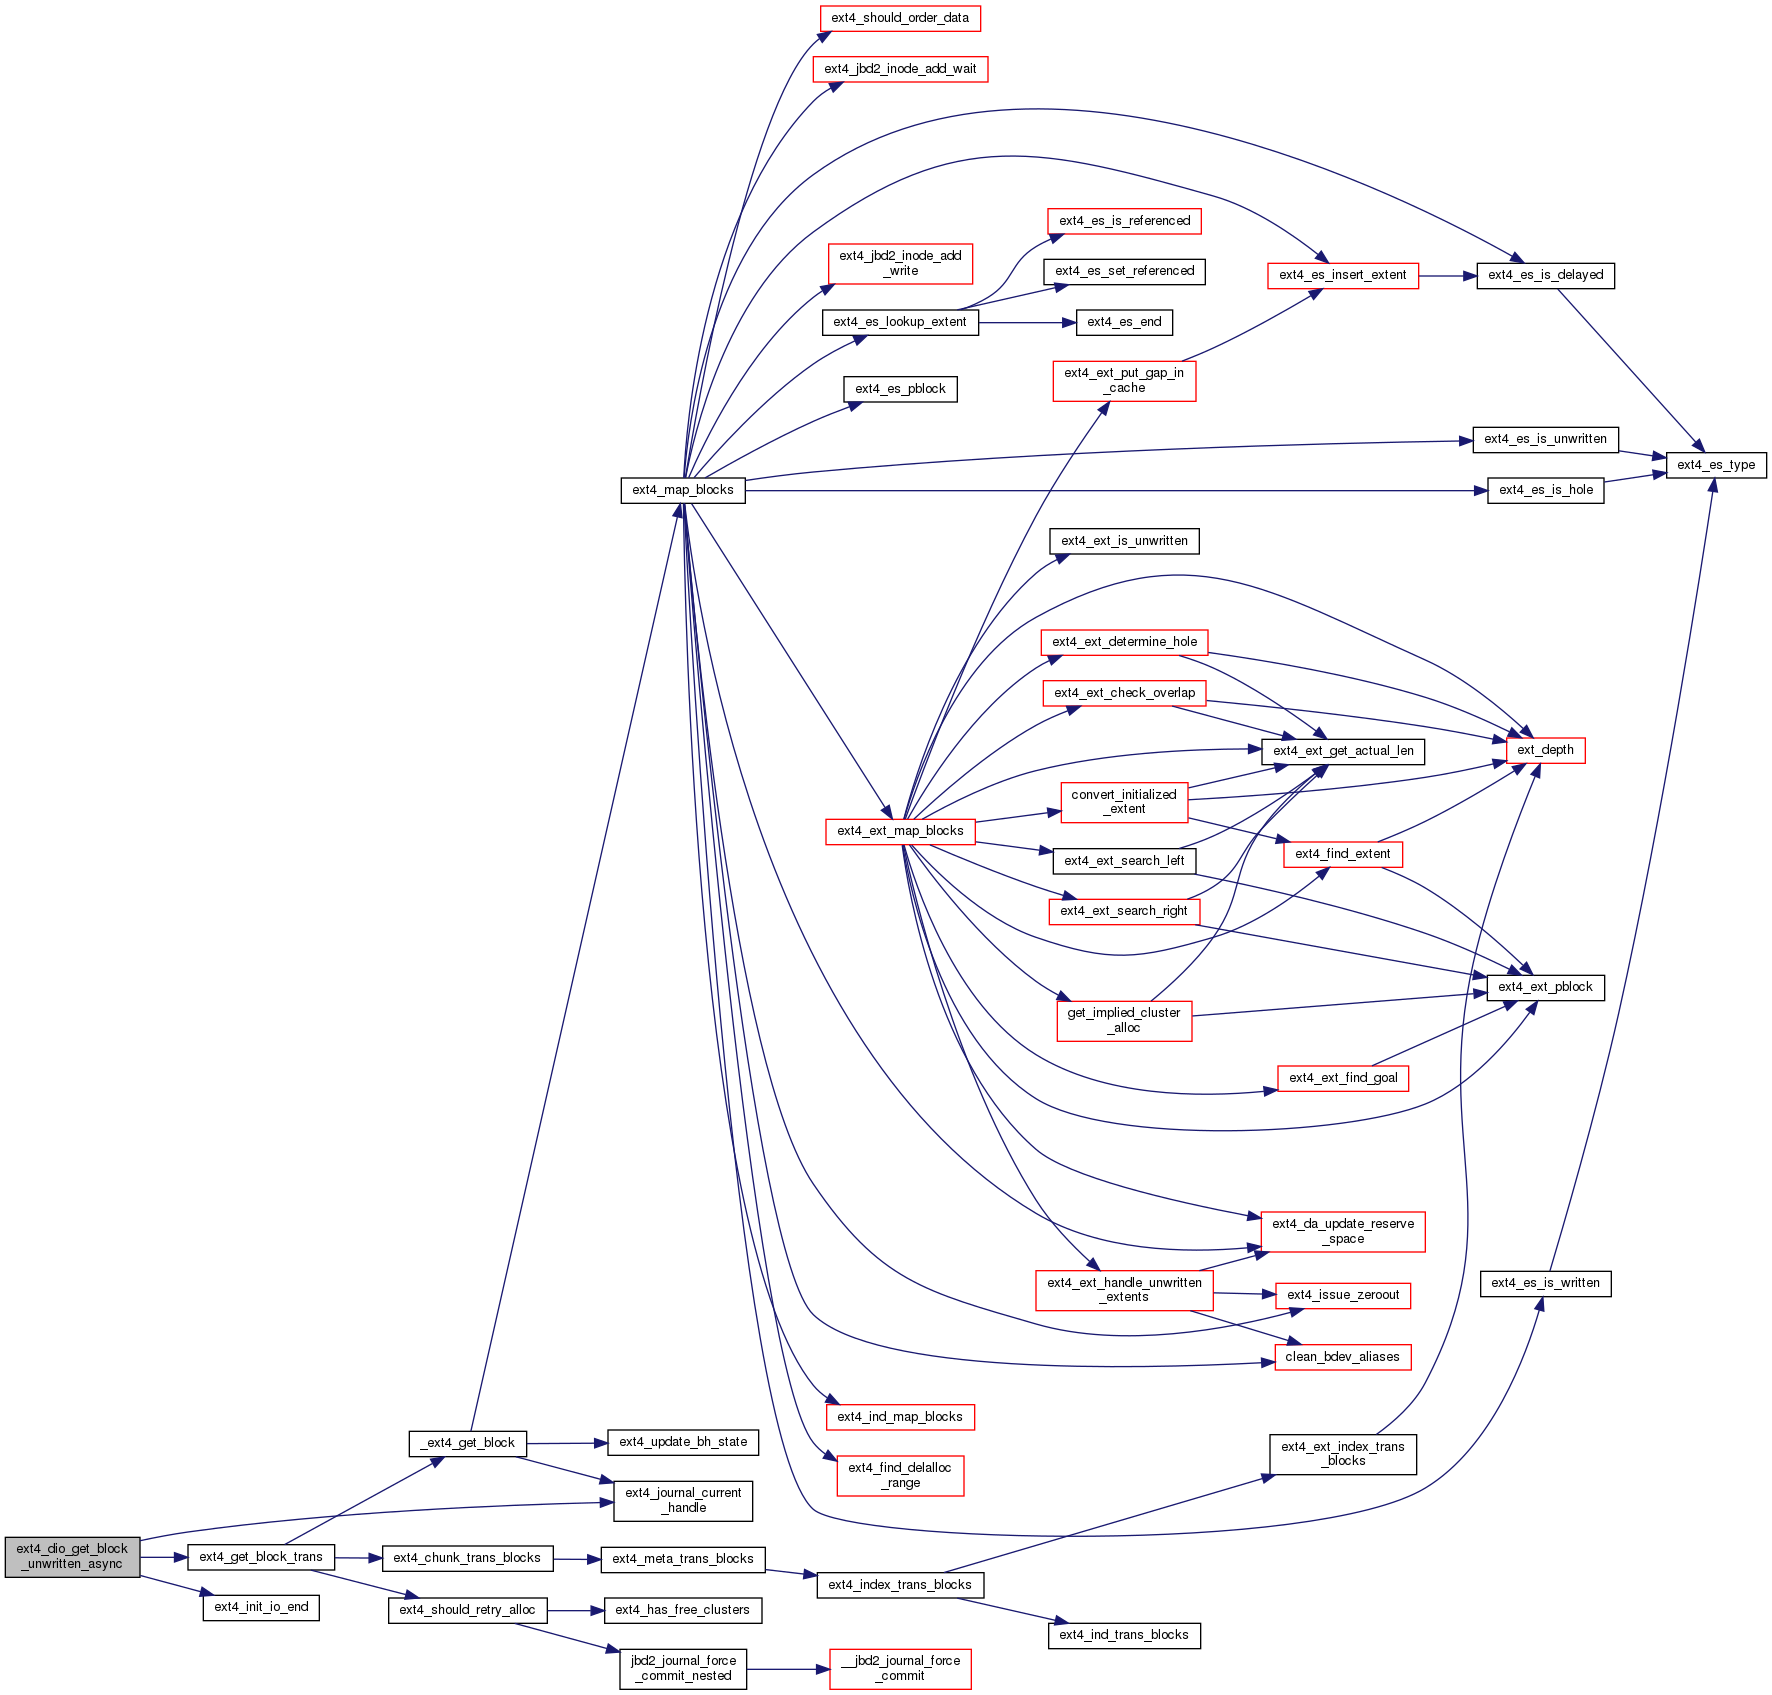 ext4_should_order_data
ext4_jbd2_inode_add_wait
ext4_es_is_referenced
ext4_jbd2_inode_add
_write
ext4_es_set_referenced
ext4_es_insert_extent
ext4_es_is_delayed
ext4_es_lookup_extent
ext4_es_end
ext4_ext_put_gap_in
_cache
ext4_es_pblock
ext4_es_is_unwritten
ext4_es_type
ext4_map_blocks
ext4_es_is_hole
ext4_ext_is_unwritten
ext4_ext_determine_hole
ext4_ext_check_overlap
ext4_ext_get_actual_len
ext_depth
convert_initialized
_extent
ext4_ext_map_blocks
ext4_ext_search_left
ext4_find_extent
ext4_ext_search_right
ext4_ext_pblock
get_implied_cluster
_alloc
ext4_ext_find_goal
ext4_da_update_reserve
_space
ext4_ext_handle_unwritten
_extents
ext4_issue_zeroout
ext4_es_is_written
clean_bdev_aliases
ext4_ind_map_blocks
_ext4_get_block
ext4_update_bh_state
ext4_ext_index_trans
_blocks
ext4_find_delalloc
_range
ext4_journal_current
_handle
ext4_dio_get_block
_unwritten_async
ext4_get_block_trans
ext4_chunk_trans_blocks
ext4_meta_trans_blocks
ext4_index_trans_blocks
ext4_init_io_end
ext4_should_retry_alloc
ext4_has_free_clusters
ext4_ind_trans_blocks
jbd2_journal_force
_commit_nested
__jbd2_journal_force
_commit